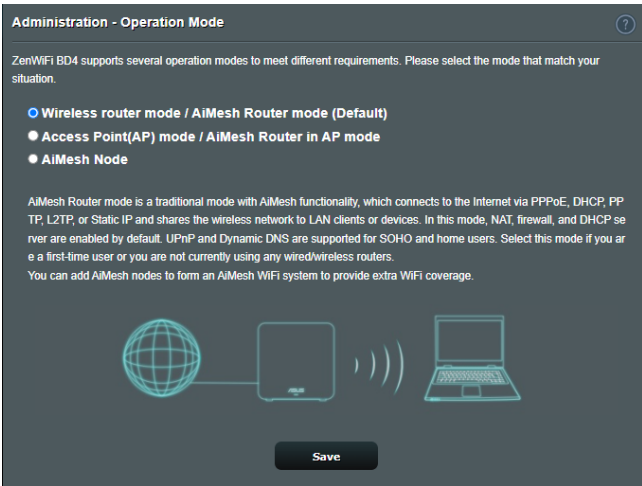 Administration - Operation Mode
?
ZenWiFi BD4 supports several operation modes to meet different requirements. Please select the mode that match your
situation.
Wireless router mode / AiMesh Router mode (Default)
Access Point(AP) mode / AiMesh Router in AP mode
AiMesh Node
AiMesh Router mode is a traditional mode with AiMesh functionality, which connects to the Internet via PPPoE, DHCP, PP
TP, L2TP, or Static IP and shares the wireless network to LAN clients or devices. In this mode, NAT, firewall, and DHCP se
rver are enabled by default. UPnP and Dynamic DNS are supported for SOHO and home users. Select this mode if you ar
e a first-time user or you are not currently using any wired/wireless routers.
You can add AiMesh nodes to form an AiMesh WiFi system to provide extra WiFi coverage.
ASUS
Save